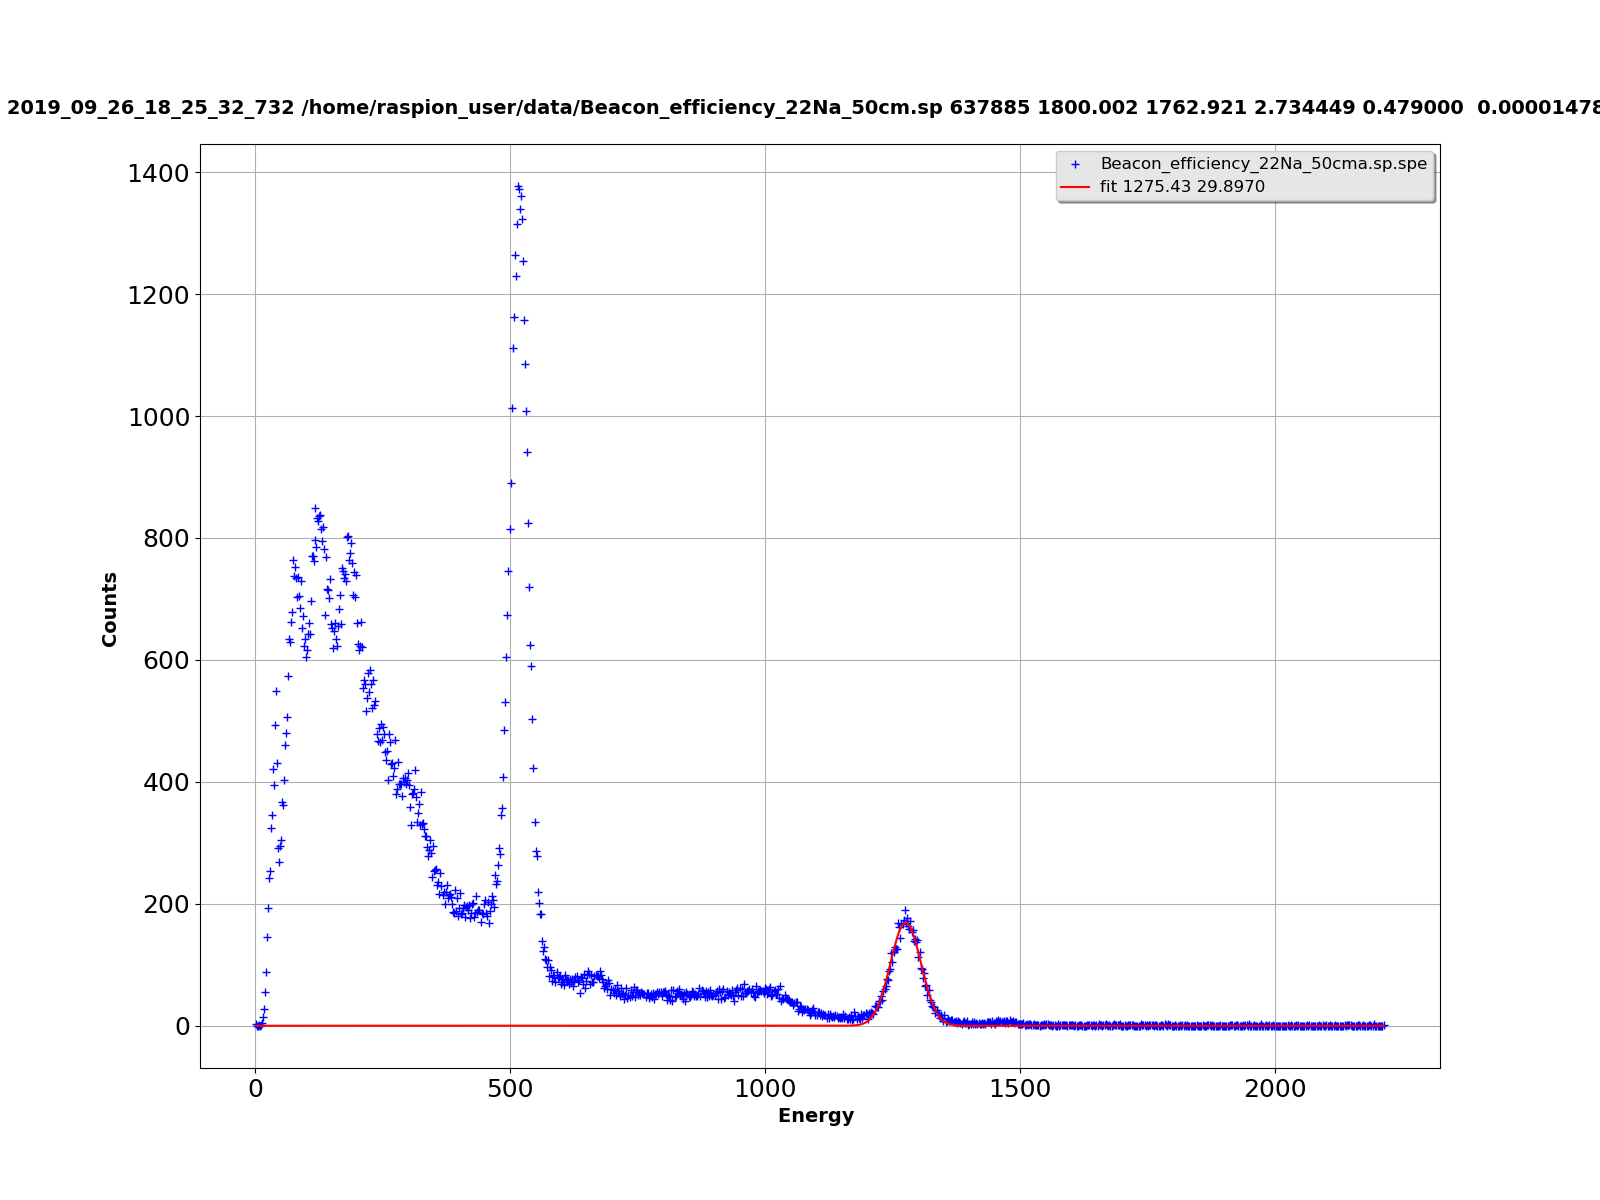 2019_09_26_18_25_32_732 /home/raspion_user/data/Beacon_efficiency_22Na_50cm.sp 637885 1800.002 1762.921 2.734449 0.479000 0.00001478
Beacon_efficiency_22Na_50cma.sp.spe
fit 1275.43 29.8970
1400
1200
1000
800
600
400
200
0
Counts
0 500 1000 1500 2000
Energy